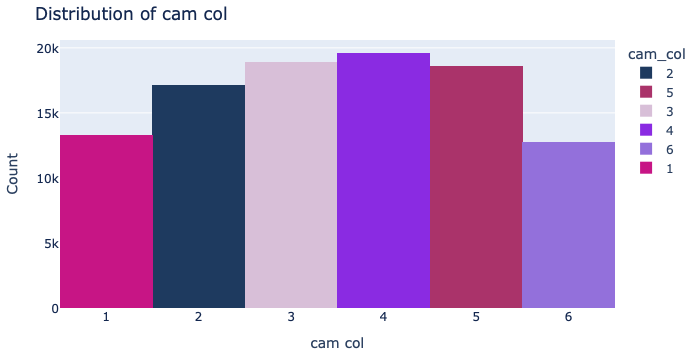 Distribution of cam col
20k
15k
10k
5k
0
Count
1 2 3 4 5 6
cam col
cam_col
2
5
3
4
6
1